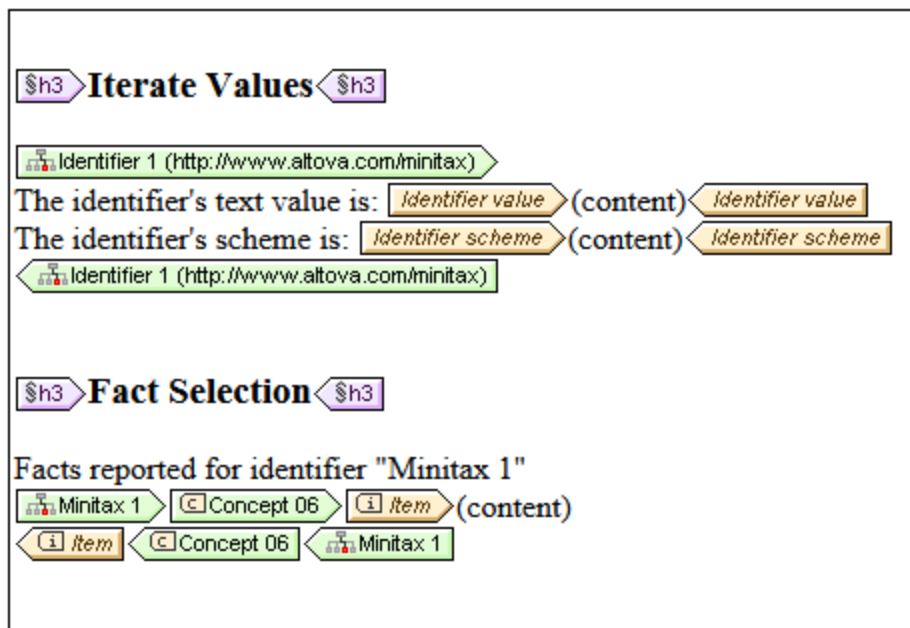 §h3 Iterate Values §h3
Identifier 1 (http://www.altova.com/minitax)
The identifier's text value is: Identifier value (content) Identifier value
The identifier's scheme is: Identifier scheme (content) Identifier scheme
Identifier 1 (http://www.altova.com/minitax)
§h3 Fact Selection §h3
Facts reported for identifier "Minitax 1"
Minitax 1 C Concept 06 i Item (content)
i Item C Concept 06 Minitax 1